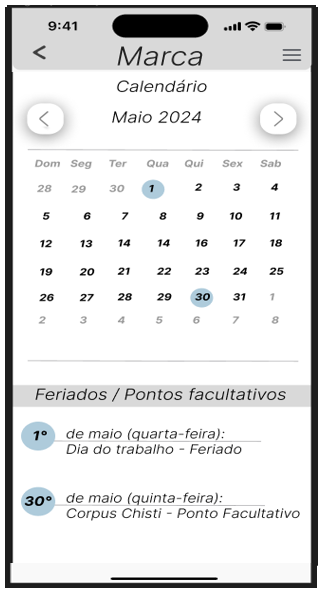 9:41
Marca
Calendário
Maio 2024
Dom Seg Ter Qua Qui Sex Sab
28 29 30 1 2 3 4
5 6 7 8 9 10 11
12 13 14 14 16 17 18
19 20 21 22 23 24 25
26 27 28 29 30 31 1
2 3 4 5 6 7 8
Feriados / Pontos facultativos
1° de maio (quarta-feira):
Dia do trabalho - Feriado
30° de maio (quinta-feira):
Corpus Chisti - Ponto Facultativo